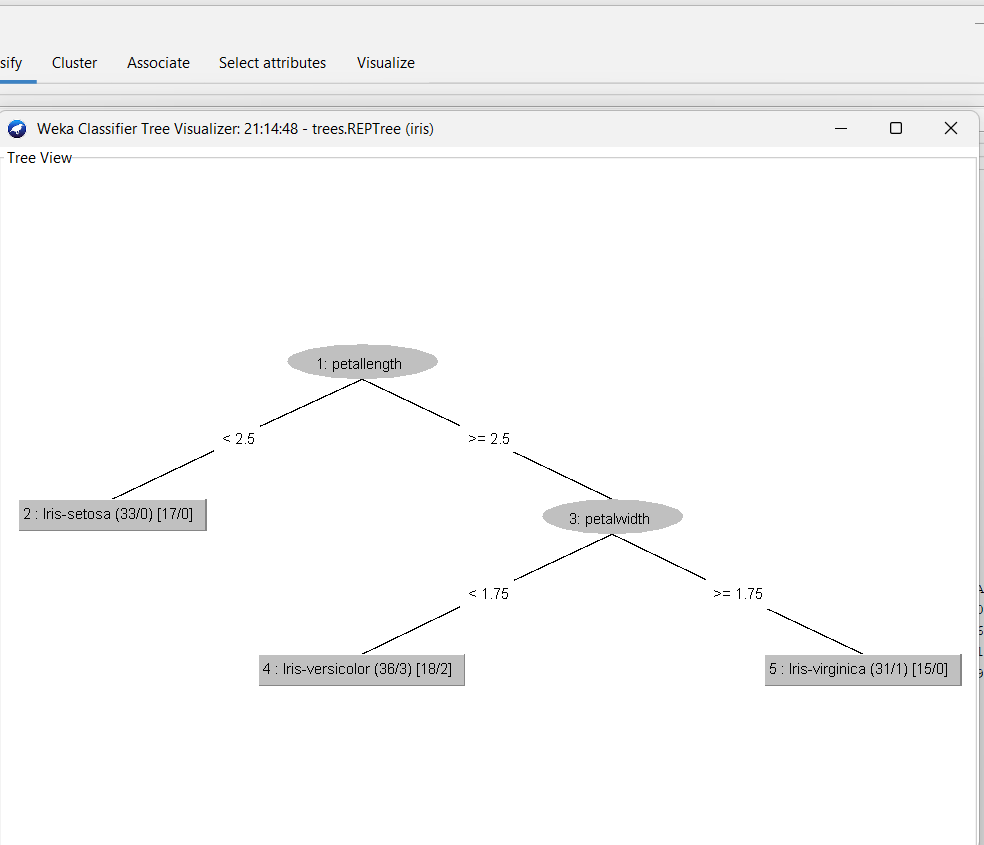 sify Cluster Associate Select attributes Visualize
Weka Classifier Tree Visualizer: 21:14:48 - trees.REPTree (iris)
Tree View
1: petallength
< 2.5 >= 2.5
2 : Iris-setosa (33/0) [17/0]
3: petalwidth
< 1.75 >= 1.75
4 : Iris-versicolor (36/3) [18/2]
5 : Iris-virginica (31/1) [15/0]